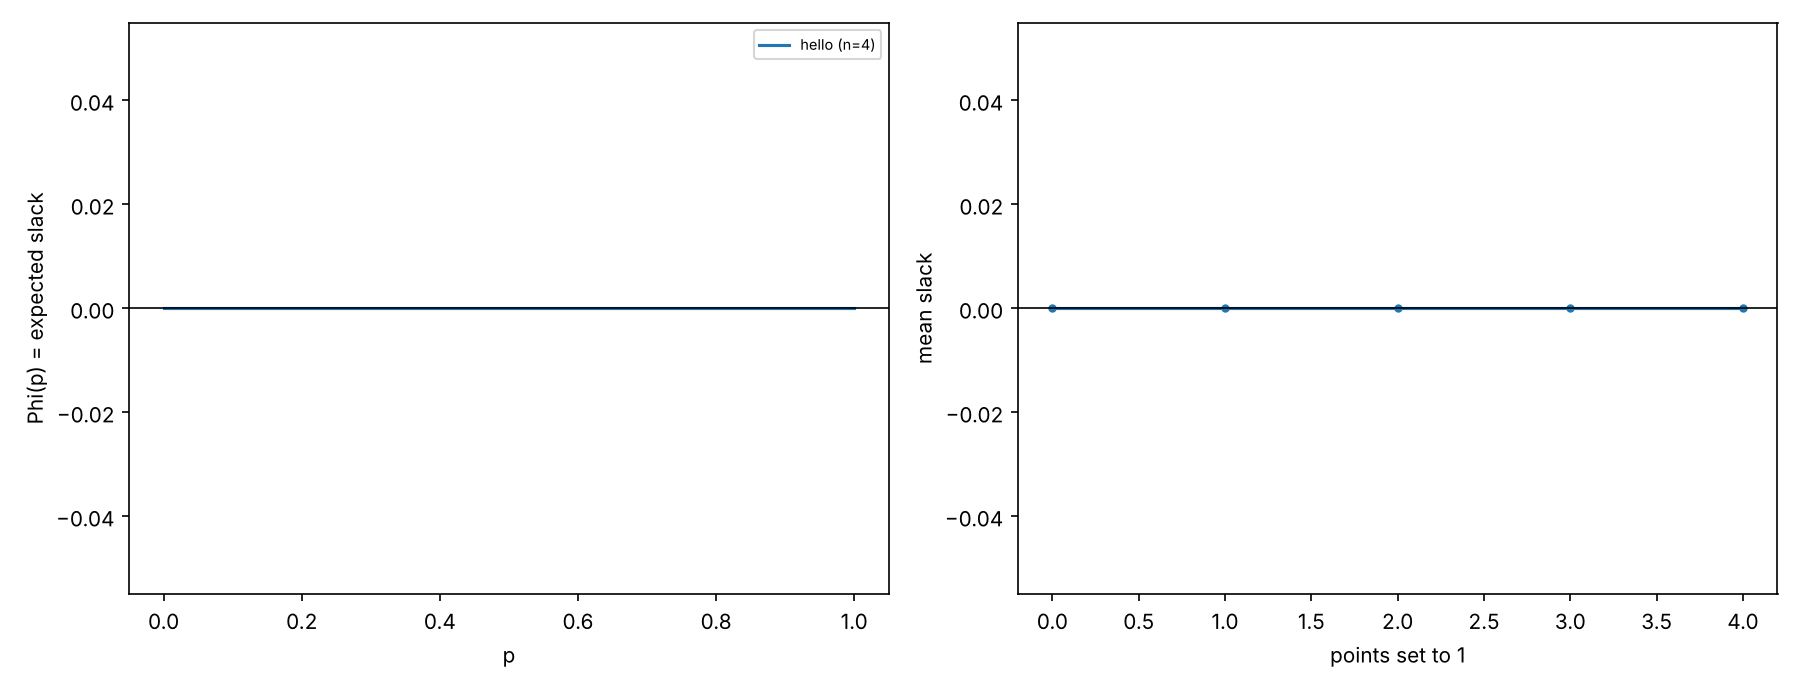 hello (n=4)
Phi(p) = expected slack
0.04
0.02
0.00
−0.02
−0.04
0.0 0.2 0.4 0.6 0.8 1.0
p
mean slack
0.04
0.02
0.00
−0.02
−0.04
0.0 0.5 1.0 1.5 2.0 2.5 3.0 3.5 4.0
points set to 1